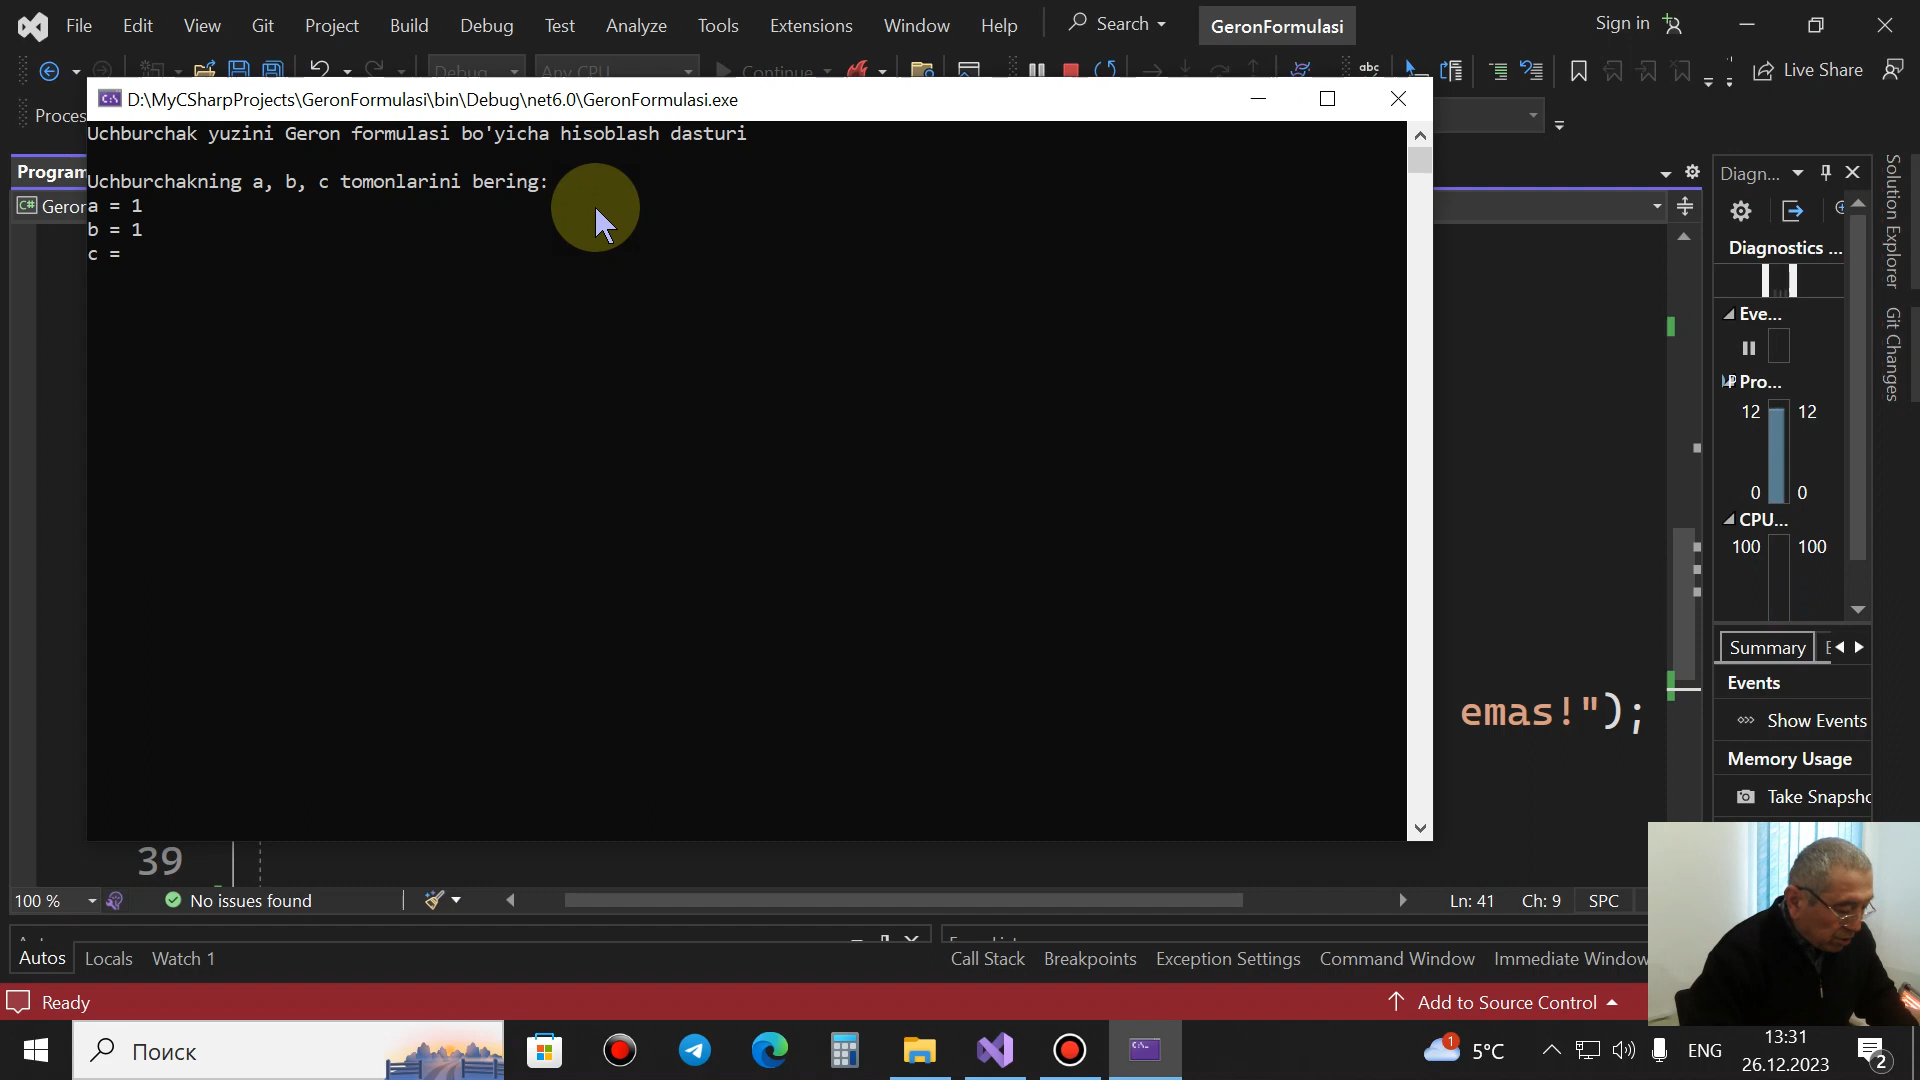 File Edit View Git Project Build Debug Test Analyze Tools Extensions Window Help Search GeronFormulasi Sign in
Live Share
D:\MyCSharpProjects\GeronFormulasi\bin\Debug\net6.0\GeronFormulasi.exe
Uchburchak yuzini Geron formulasi bo'yicha hisoblash dasturi
Uchburchakning a, b, c tomonlarini bering:
a = 1
b = 1
c =
Diagn...
Diagnostics ...
Eve...
Pro...
12 12
0 0
CPU...
100 100
Summary
Events
Show Events
Memory Usage
Solution Explorer
Git Changes
emas!");
39
100 % No issues found Ln: 41 Ch: 9 SPC
Autos Locals Watch 1 Call Stack Breakpoints Exception Settings Command Window Immediate Window
Ready Add to Source Control
Поиск 1 5°C ENG 13:31
26.12.2023 2